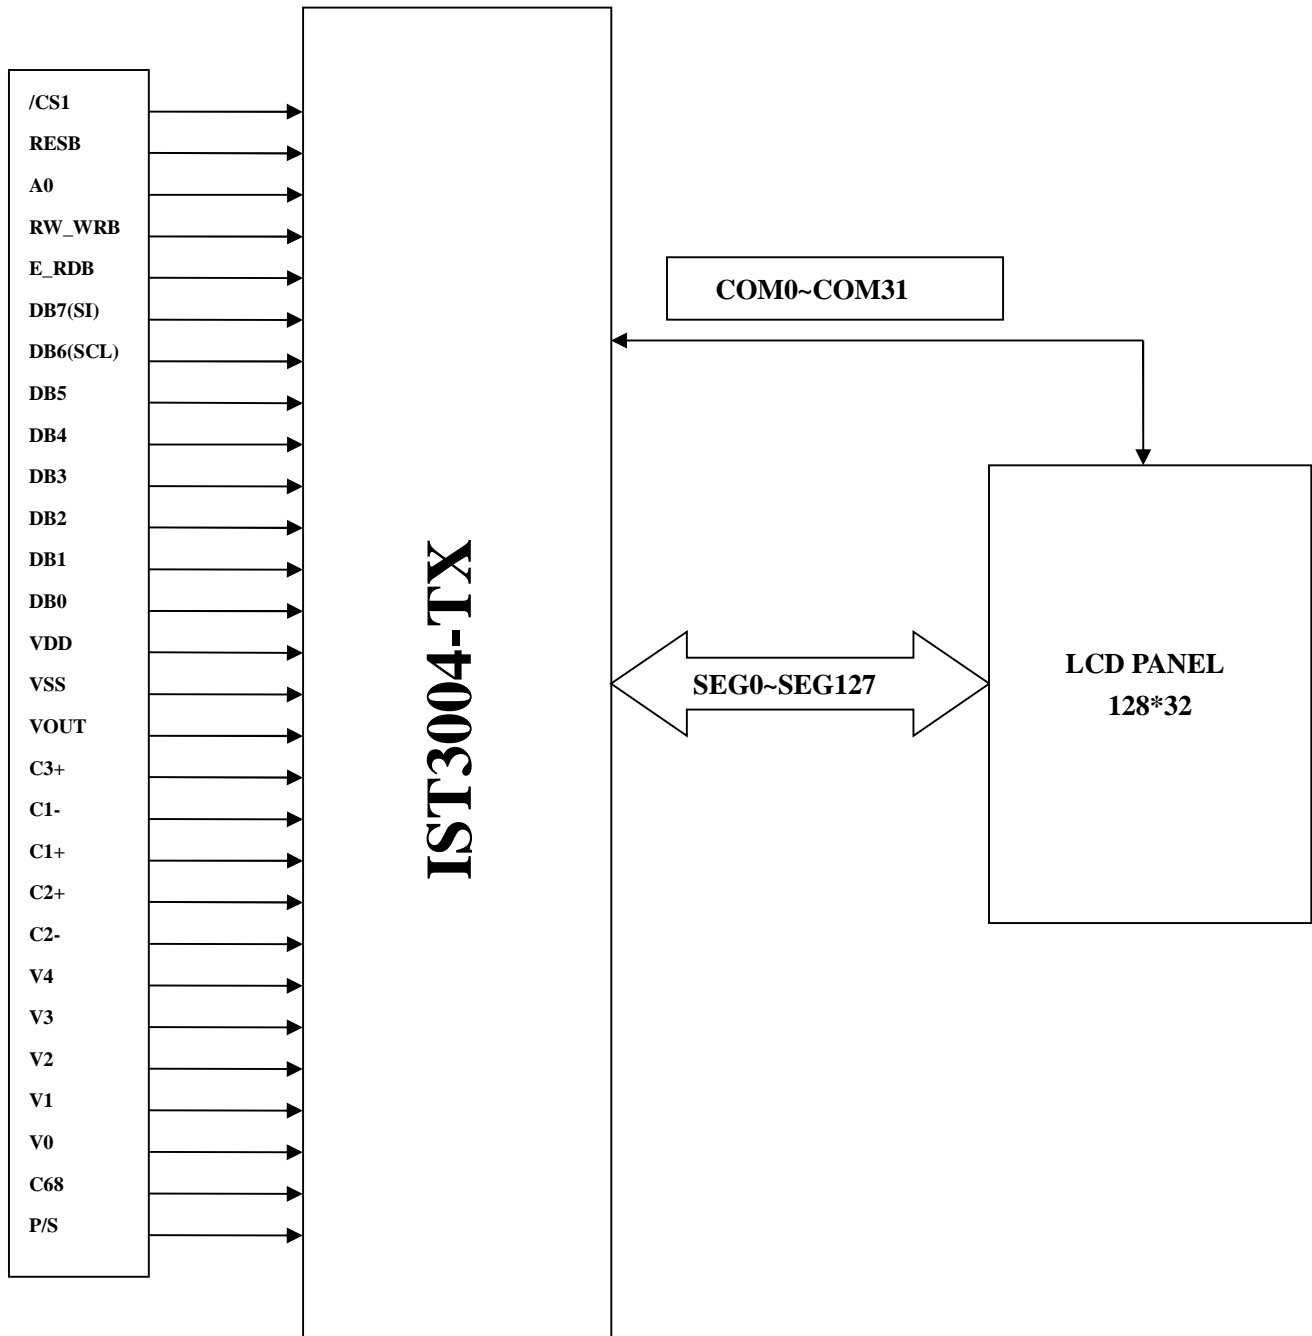 /CS1
RESB
A0
RW_WRB
E_RDB
DB7(SI)
DB6(SCL)
DB5
DB4
DB3
DB2
DB1
DB0
VDD
VSS
VOUT
C3+
C1-
C1+
C2+
C2-
V4
V3
V2
V1
V0
C68
P/S
IST3004-TX
COM0~COM31
SEG0~SEG127
LCD PANEL
128*32